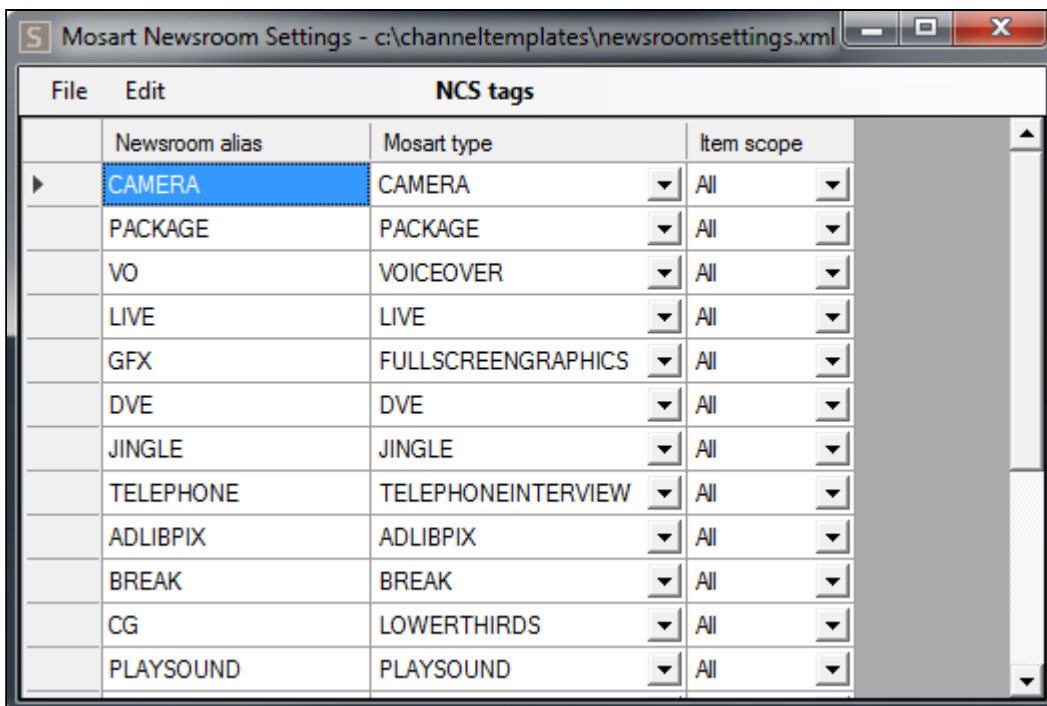 S Mosart Newsroom Settings - c:\channeltemplates\newsroomsettings.xml
File Edit NCS tags
Newsroom alias Mosart type Item scope
CAMERA CAMERA All
PACKAGE PACKAGE All
VO VOICEOVER All
LIVE LIVE All
GFX FULLSCREENGRAPHICS All
DVE DVE All
JINGLE JINGLE All
TELEPHONE TELEPHONEINTERVIEW All
ADLIBPIX ADLIBPIX All
BREAK BREAK All
CG LOWERTHIRDS All
PLAYSOUND PLAYSOUND All